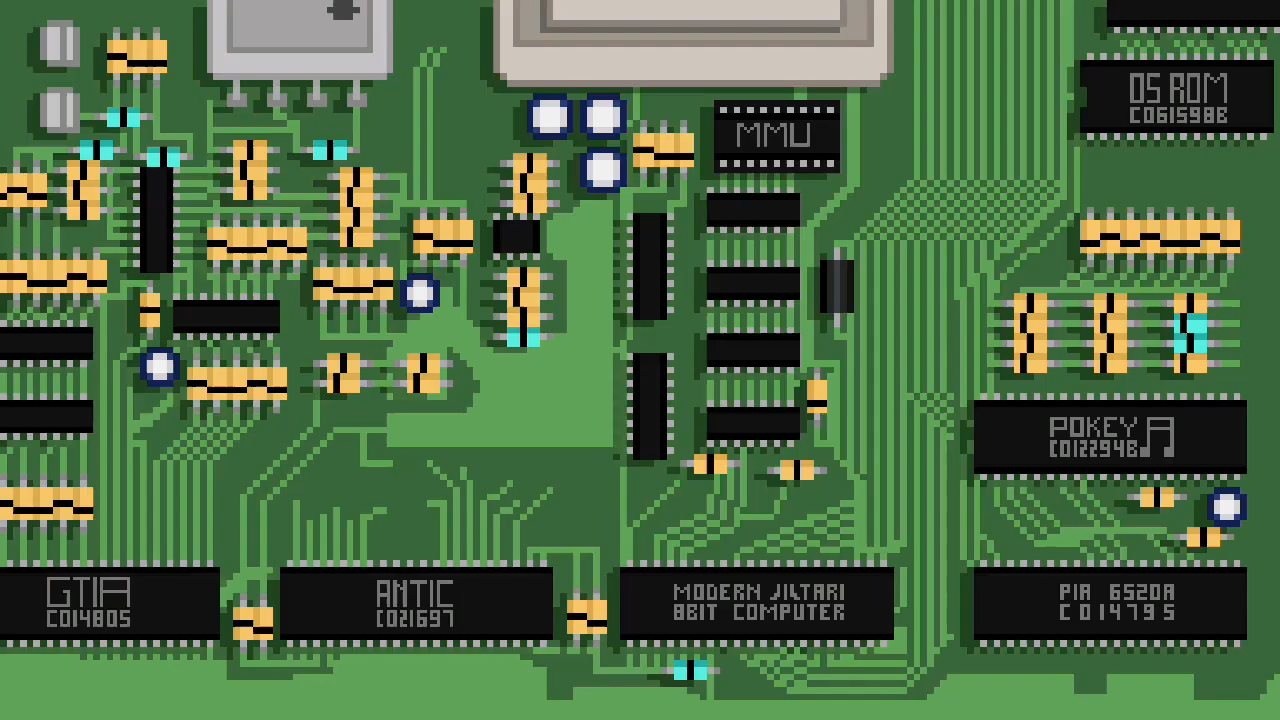 OS ROM
C061598B
MMU
POKEY
C012294B
GTIA
C014805
ANTIC
C021697
MODERN JILTARI
8BIT COMPUTER
PIA 6520A
C014795